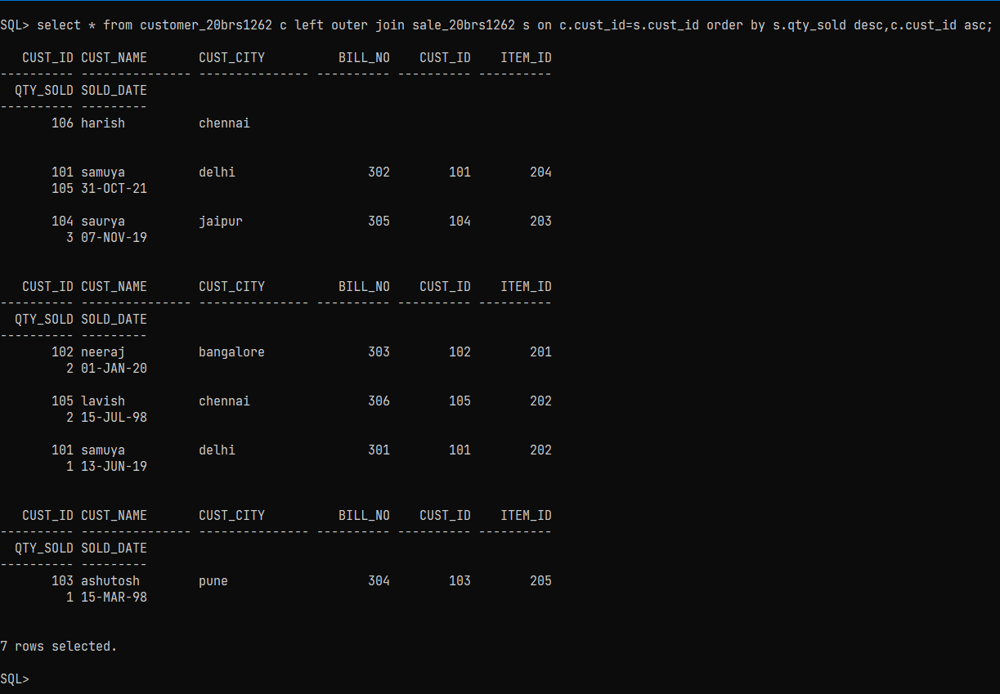 SQL> select * from customer_20brs1262 c left outer join sale_20brs1262 s on c.cust_id=s.cust_id order by s.qty_sold desc,c.cust_id asc;
   CUST_ID CUST_NAME       CUST_CITY          BILL_NO    CUST_ID    ITEM_ID
---------- --------------- --------------- ---------- ---------- ----------
  QTY_SOLD SOLD_DATE
---------- ---------
       106 harish          chennai
       101 samuya          delhi                  302        101        204
       105 31-OCT-21
       104 saurya          jaipur                 305        104        203
         3 07-NOV-19
   CUST_ID CUST_NAME       CUST_CITY          BILL_NO    CUST_ID    ITEM_ID
---------- --------------- --------------- ---------- ---------- ----------
  QTY_SOLD SOLD_DATE
---------- ---------
       102 neeraj          bangalore              303        102        201
         2 01-JAN-20
       105 lavish          chennai                306        105        202
         2 15-JUL-98
       101 samuya          delhi                  301        101        202
         1 13-JUN-19
   CUST_ID CUST_NAME       CUST_CITY          BILL_NO    CUST_ID    ITEM_ID
---------- --------------- --------------- ---------- ---------- ----------
  QTY_SOLD SOLD_DATE
---------- ---------
       103 ashutosh        pune                   304        103        205
         1 15-MAR-98
7 rows selected.
SQL>